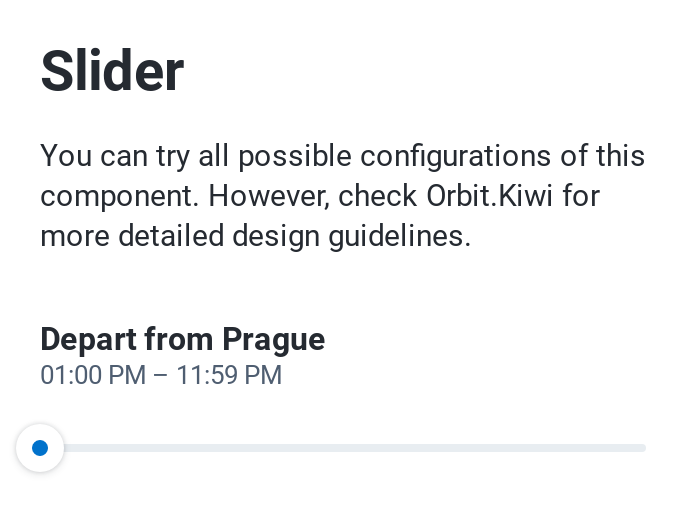 Slider
You can try all possible configurations of this
component. However, check Orbit.Kiwi for
more detailed design guidelines.
Depart from Prague
01:00 PM – 11:59 PM